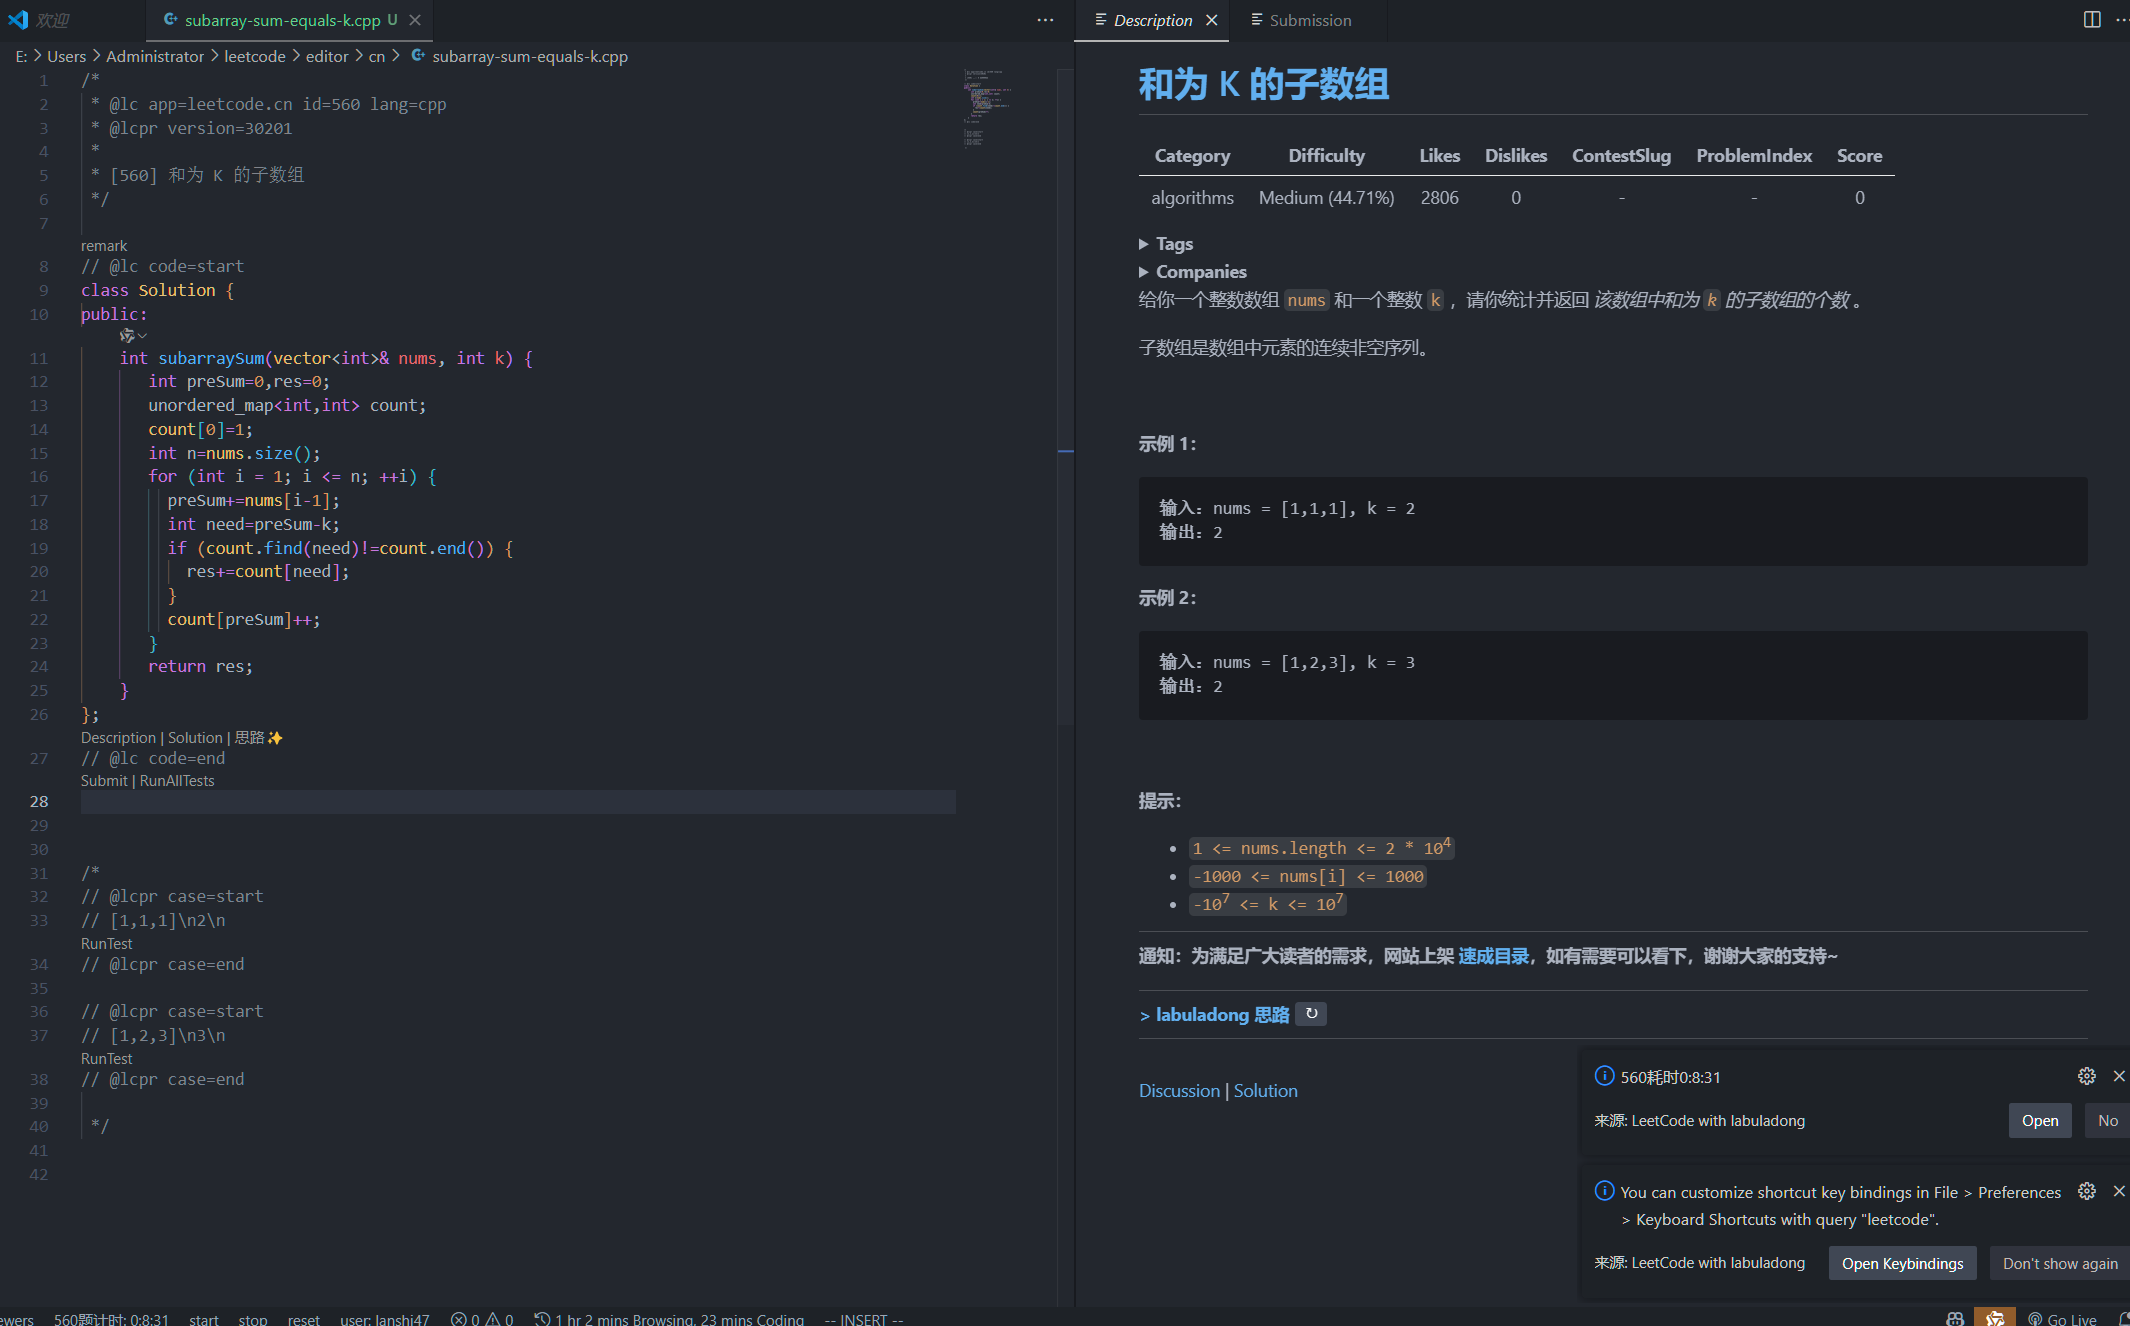 欢迎
subarray-sum-equals-k.cpp U
E: > Users > Administrator > leetcode > editor > cn > subarray-sum-equals-k.cpp
1 /*
2 * @lc app=leetcode.cn id=560 lang=cpp
3 * @lcpr version=30201
4 *
5 * [560] 和为 K 的子数组
6 */
7
remark
8 // @lc code=start
9 class Solution {
10 public:
11 int subarraySum(vector<int>& nums, int k) {
12 int preSum=0,res=0;
13 unordered_map<int,int> count;
14 count[0]=1;
15 int n=nums.size();
16 for (int i = 1; i <= n; ++i) {
17 preSum+=nums[i-1];
18 int need=preSum-k;
19 if (count.find(need)!=count.end()) {
20 res+=count[need];
21 }
22 count[preSum]++;
23 }
24 return res;
25 }
26 };
Description | Solution | 思路✨
27 // @lc code=end
Submit | RunAllTests
28
29
30
31 /*
32 // @lcpr case=start
33 // [1,1,1]\n2\n
RunTest
34 // @lcpr case=end
35
36 // @lcpr case=start
37 // [1,2,3]\n3\n
RunTest
38 // @lcpr case=end
39
40 */
41
42
Description
Submission
和为 K 的子数组
Category Difficulty Likes Dislikes ContestSlug ProblemIndex Score
algorithms Medium (44.71%) 2806 0 - - 0
▶ Tags
▶ Companies
给你一个整数数组 nums 和一个整数 k ，请你统计并返回 该数组中和为 k 的子数组的个数 。
子数组是数组中元素的连续非空序列。
示例 1：
输入：nums = [1,1,1], k = 2
输出：2
示例 2：
输入：nums = [1,2,3], k = 3
输出：2
提示：
• 1 <= nums.length <= 2 * 10⁴
• -1000 <= nums[i] <= 1000
• -10⁷ <= k <= 10⁷
通知：为满足广大读者的需求，网站上架 速成目录，如有需要可以看下，谢谢大家的支持~
> labuladong 思路 ↻
Discussion | Solution
560耗时0:8:31
来源: LeetCode with labuladong
Open No
You can customize shortcut key bindings in File > Preferences
> Keyboard Shortcuts with query "leetcode".
来源: LeetCode with labuladong
Open Keybindings Don't show again
ewers 560题计时: 0:8:31 start stop reset user: lanshi47 0 0 1 hr 2 mins Browsing, 23 mins Coding -- INSERT -- Go Live